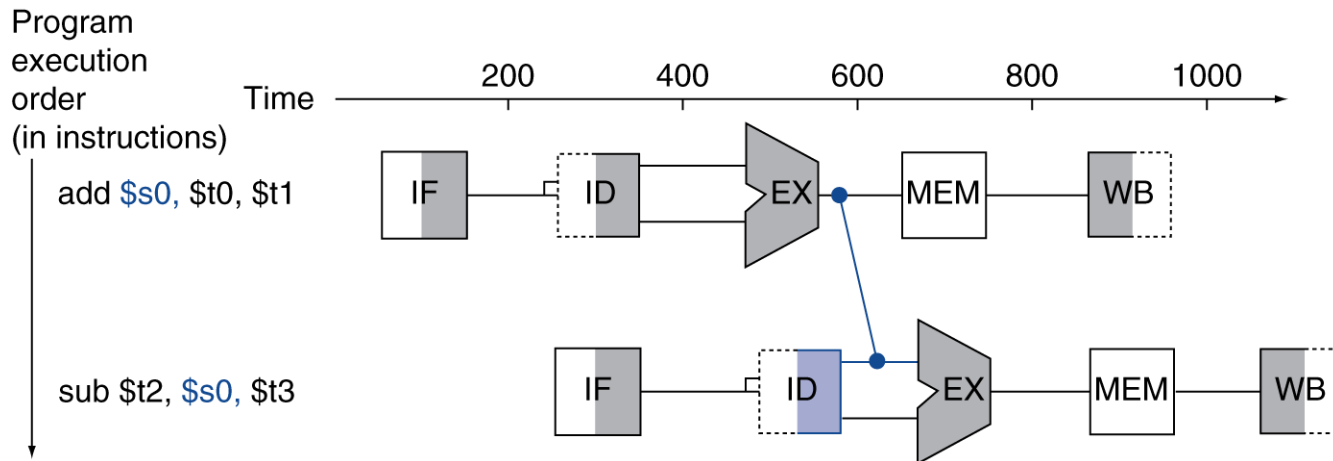 Program
execution
order
(in instructions)
Time
200 400 600 800 1000
add $s0, $t0, $t1
IF ID EX MEM WB
sub $t2, $s0, $t3
IF ID EX MEM WB